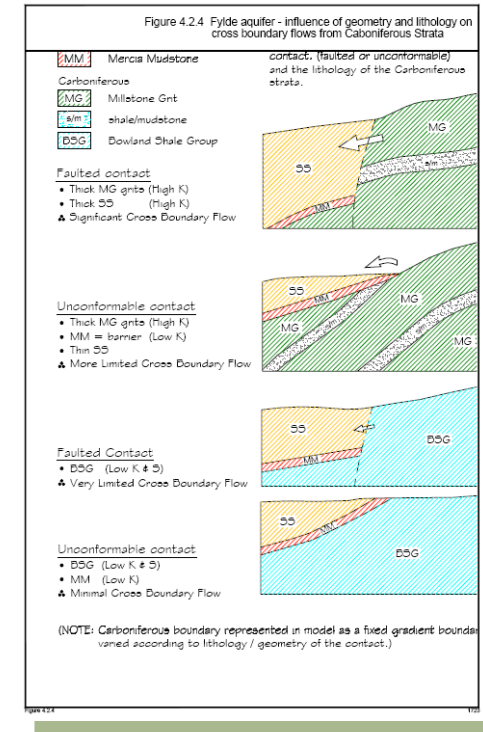 Figure 4.2.4 Fylde aquifer - influence of geometry and lithology on
cross boundary flows from Caboniferous Strata
MM Mercia Mudstone
contact. (faulted or unconformable)
and the lithology of the Carboniferous
strata.
Carboniferous
MG Millstone Grit
s/m shale/mudstone
BSG Bowland Shale Group
Faulted contact
• Thick MG grits (High K)
• Thick SS (High K)
∴ Significant Cross Boundary Flow
SS
MG
s/m
MM
Unconformable contact
• Thick MG grits (High K)
• MM = barrier (Low K)
• Thin SS
∴ More Limited Cross Boundary Flow
SS
MM
MG
MG
s/m
s/m
MG
Faulted Contact
• BSG (Low K & S)
∴ Very Limited Cross Boundary Flow
SS
BSG
MM
Unconformable contact
• BSG (Low K & S)
• MM (Low K)
∴ Minimal Cross Boundary Flow
SS
MM
BSG
(NOTE: Carboniferous boundary represented in model as a fixed gradient boundar
varied according to lithology / geometry of the contact.)
Figure 4.2.4